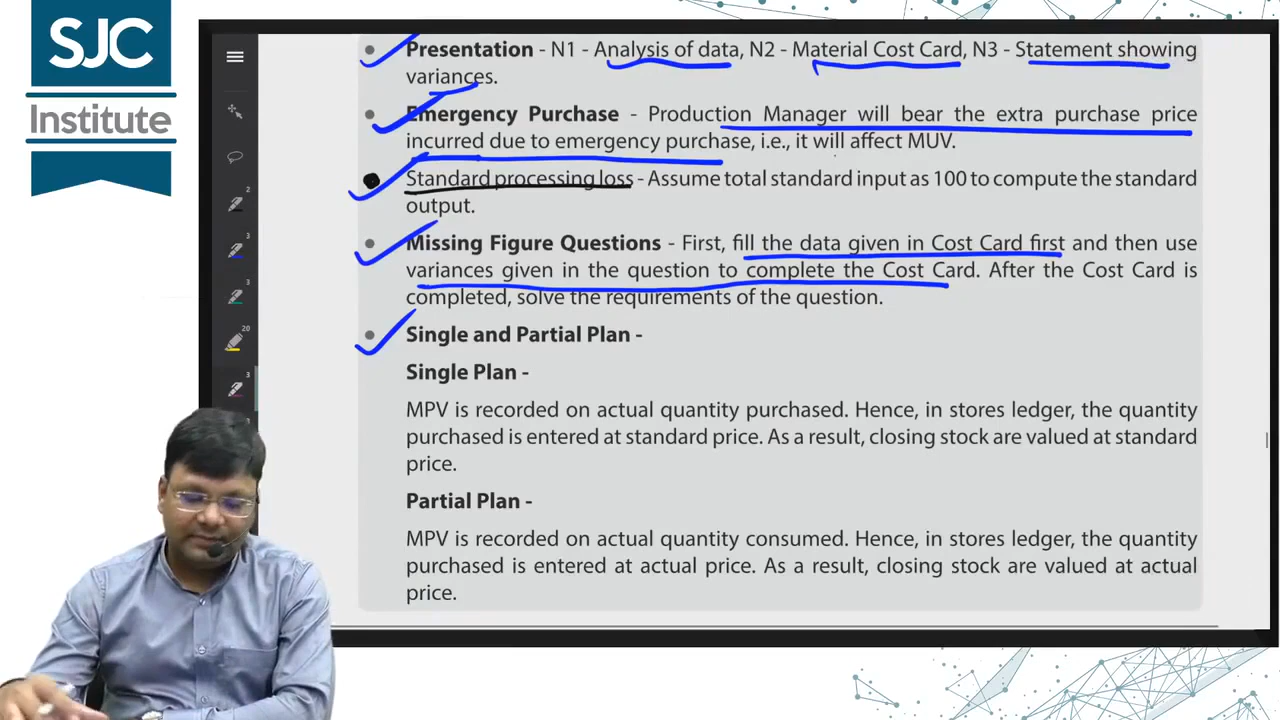 SJC
Institute
Presentation - N1 - Analysis of data, N2 - Material Cost Card, N3 - Statement showing
variances.
Emergency Purchase - Production Manager will bear the extra purchase price
incurred due to emergency purchase, i.e., it will affect MUV.
Standard processing loss - Assume total standard input as 100 to compute the standard
output.
Missing Figure Questions - First, fill the data given in Cost Card first and then use
variances given in the question to complete the Cost Card. After the Cost Card is
completed, solve the requirements of the question.
Single and Partial Plan -
Single Plan -
MPV is recorded on actual quantity purchased. Hence, in stores ledger, the quantity
purchased is entered at standard price. As a result, closing stock are valued at standard
price.
Partial Plan -
MPV is recorded on actual quantity consumed. Hence, in stores ledger, the quantity
purchased is entered at actual price. As a result, closing stock are valued at actual
price.
2
3
3
20
3